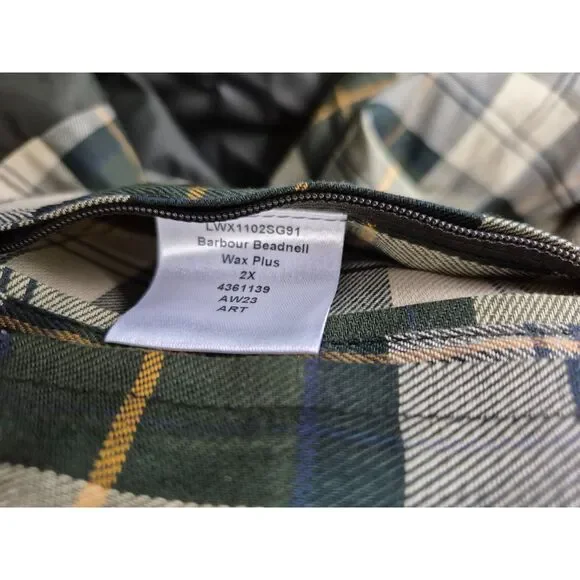 LWX1102SG91
Barbour Beadnell
Wax Plus
2X
4361139
AW23
ART